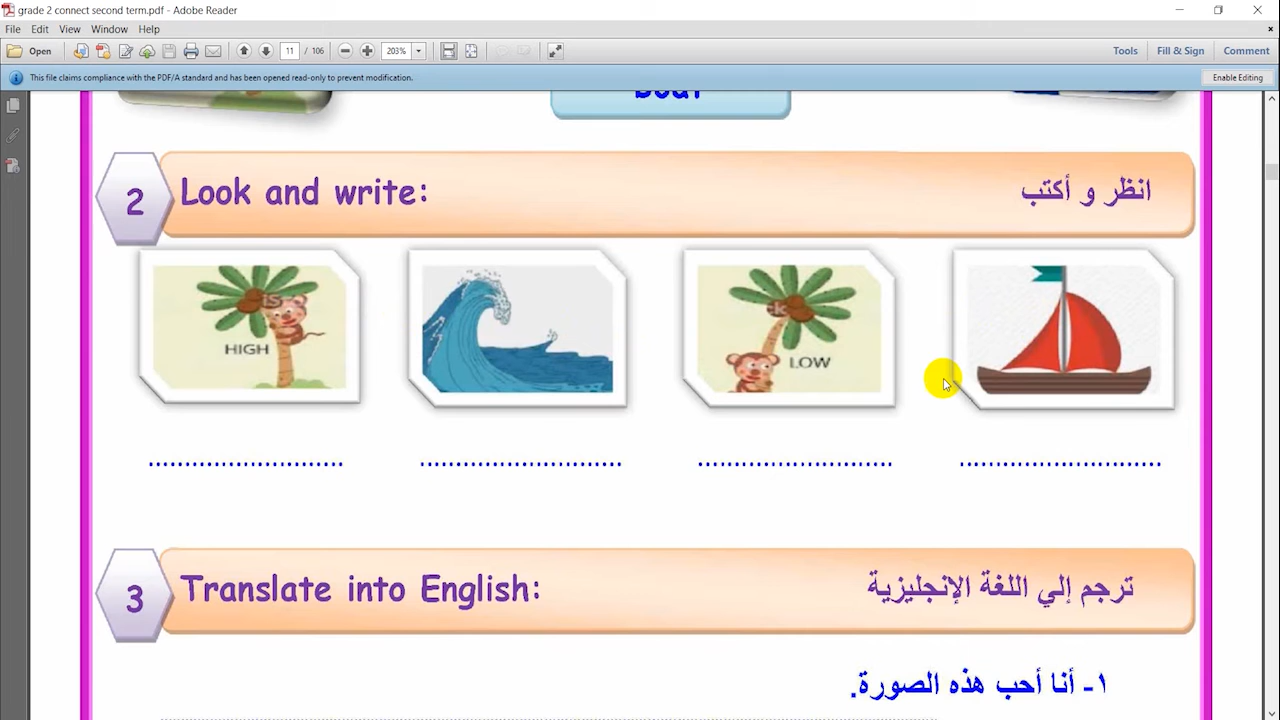 grade 2 connect second term.pdf - Adobe Reader
File Edit View Window Help
Open 11 / 106 203% Tools Fill & Sign Comment
This file claims compliance with the PDF/A standard and has been opened read-only to prevent modification. Enable Editing
2 Look and write: انظر و أكتب
HIGH
LOW
3 Translate into English: ترجم إلي اللغة الإنجليزية
١- أنا أحب هذه الصورة.